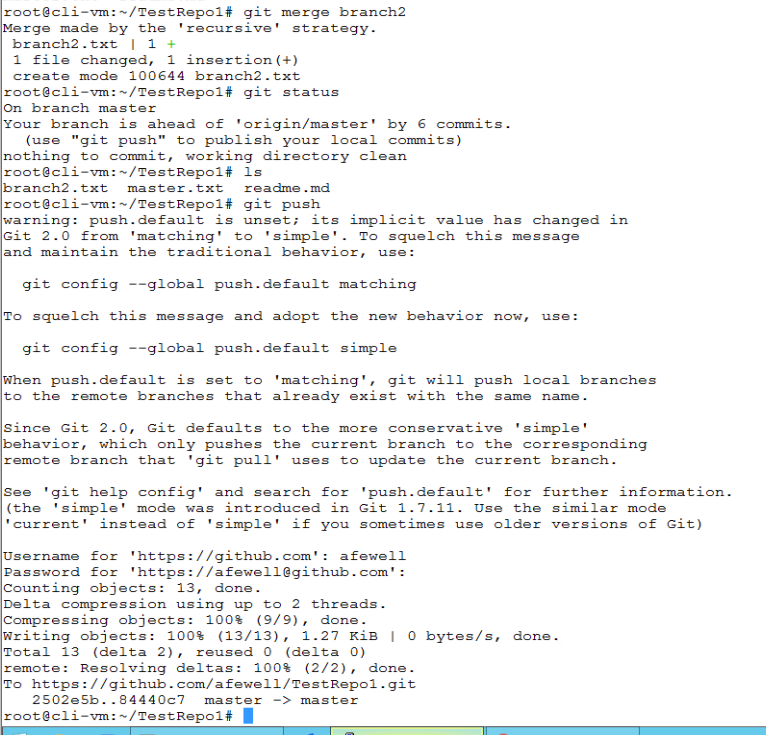 root@cli-vm:~/TestRepo1# git merge branch2
Merge made by the 'recursive' strategy.
 branch2.txt | 1 +
 1 file changed, 1 insertion(+)
 create mode 100644 branch2.txt
root@cli-vm:~/TestRepo1# git status
On branch master
Your branch is ahead of 'origin/master' by 6 commits.
  (use "git push" to publish your local commits)
nothing to commit, working directory clean
root@cli-vm:~/TestRepo1# ls
branch2.txt  master.txt  readme.md
root@cli-vm:~/TestRepo1# git push
warning: push.default is unset; its implicit value has changed in
Git 2.0 from 'matching' to 'simple'. To squelch this message
and maintain the traditional behavior, use:

  git config --global push.default matching

To squelch this message and adopt the new behavior now, use:

  git config --global push.default simple

When push.default is set to 'matching', git will push local branches
to the remote branches that already exist with the same name.

Since Git 2.0, Git defaults to the more conservative 'simple'
behavior, which only pushes the current branch to the corresponding
remote branch that 'git pull' uses to update the current branch.

See 'git help config' and search for 'push.default' for further information.
(the 'simple' mode was introduced in Git 1.7.11. Use the similar mode
'current' instead of 'simple' if you sometimes use older versions of Git)

Username for 'https://github.com': afewell
Password for 'https://afewell@github.com':
Counting objects: 13, done.
Delta compression using up to 2 threads.
Compressing objects: 100% (9/9), done.
Writing objects: 100% (13/13), 1.27 KiB | 0 bytes/s, done.
Total 13 (delta 2), reused 0 (delta 0)
remote: Resolving deltas: 100% (2/2), done.
To https://github.com/afewell/TestRepo1.git
   2502e5b..84440c7  master -> master
root@cli-vm:~/TestRepo1#